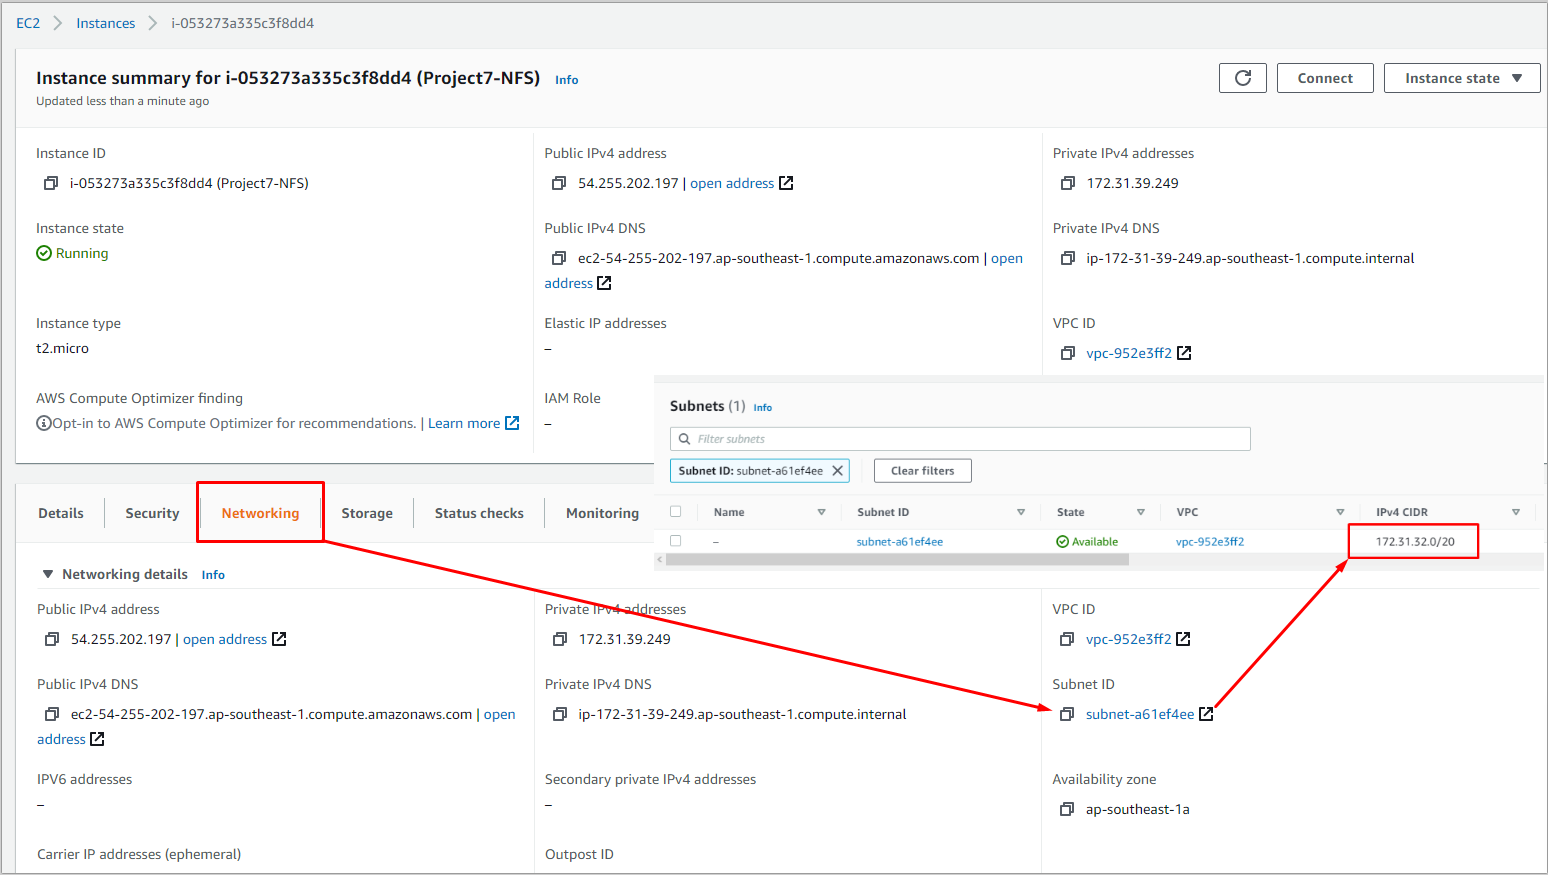 EC2 > Instances > i-053273a335c3f8dd4
Instance summary for i-053273a335c3f8dd4 (Project7-NFS) Info
Updated less than a minute ago
Connect
Instance state
Instance ID
i-053273a335c3f8dd4 (Project7-NFS)
Public IPv4 address
54.255.202.197 | open address
Private IPv4 addresses
172.31.39.249
Instance state
Running
Public IPv4 DNS
ec2-54-255-202-197.ap-southeast-1.compute.amazonaws.com | open
address
Private IPv4 DNS
ip-172-31-39-249.ap-southeast-1.compute.internal
Instance type
t2.micro
Elastic IP addresses
–
VPC ID
vpc-952e3ff2
AWS Compute Optimizer finding
Opt-in to AWS Compute Optimizer for recommendations. | Learn more
IAM Role
–
Subnets (1) Info
Filter subnets
Subnet ID: subnet-a61ef4ee
Clear filters
Name Subnet ID State VPC IPv4 CIDR
– subnet-a61ef4ee Available vpc-952e3ff2 172.31.32.0/20
Details Security Networking Storage Status checks Monitoring
Networking details Info
Public IPv4 address
54.255.202.197 | open address
Private IPv4 addresses
172.31.39.249
VPC ID
vpc-952e3ff2
Public IPv4 DNS
ec2-54-255-202-197.ap-southeast-1.compute.amazonaws.com | open
address
Private IPv4 DNS
ip-172-31-39-249.ap-southeast-1.compute.internal
Subnet ID
subnet-a61ef4ee
IPV6 addresses
–
Secondary private IPv4 addresses
–
Availability zone
ap-southeast-1a
Carrier IP addresses (ephemeral)
Outpost ID